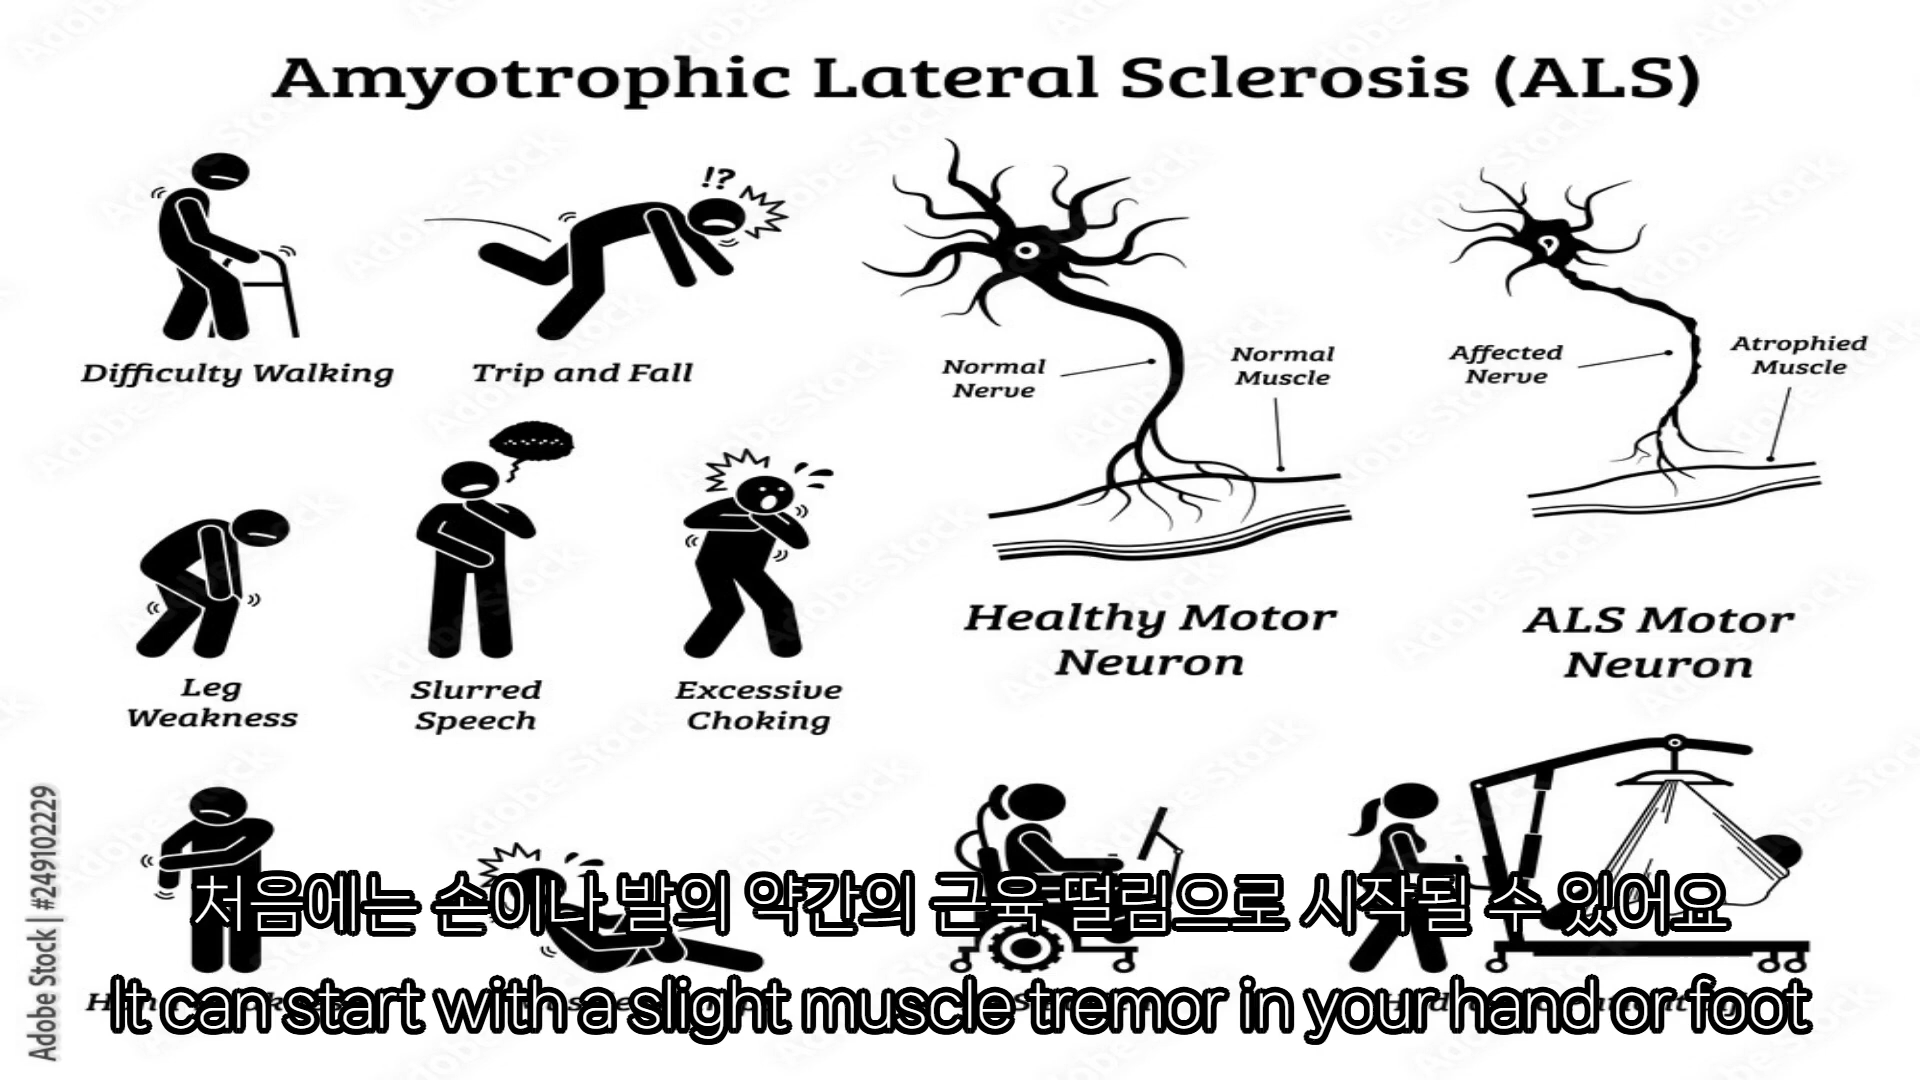 Amyotrophic Lateral Sclerosis (ALS)
!?
Difficulty Walking
Trip and Fall
Normal
Nerve
Normal
Muscle
Affected
Nerve
Atrophied
Muscle
Leg
Weakness
Slurred
Speech
Excessive
Choking
Healthy Motor
Neuron
ALS Motor
Neuron
처음에는 손이나 발의 약간의 근육 떨림으로 시작될 수 있어요
It can start with a slight muscle tremor in your hand or foot
Adobe Stock | #249102229